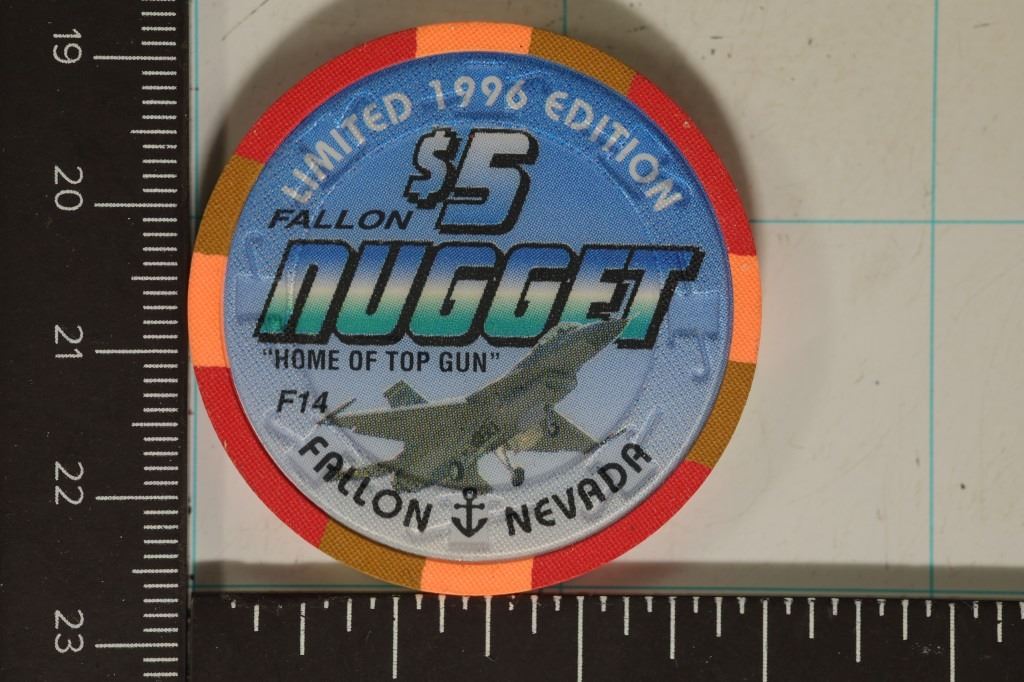 LIMITED 1996 EDITION
$5
FALLON
NUGGET
"HOME OF TOP GUN"
F14
FALLON NEVADA
19
20
21
22
23